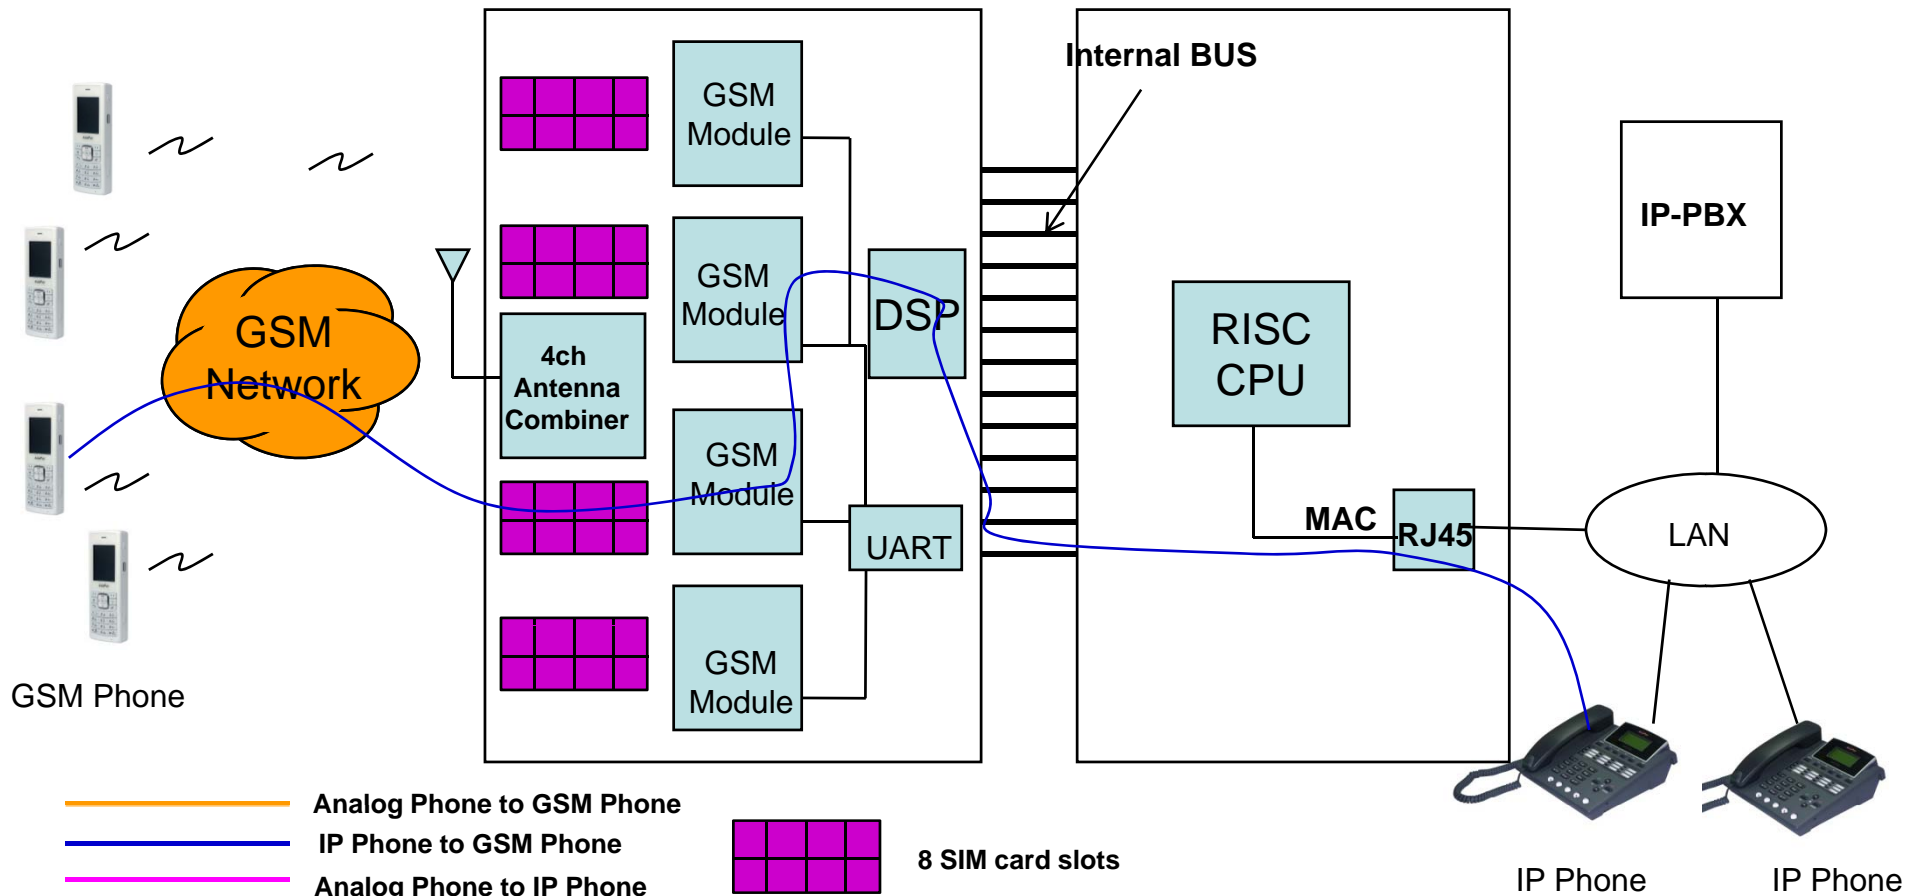 Internal BUS
GSM
Module
GSM
Module
GSM
Module
GSM
Module
DSP
UART
4ch
Antenna
Combiner
GSM
Network
GSM Phone
RISC
CPU
MAC
RJ45
IP-PBX
LAN
IP Phone
IP Phone
Analog Phone to GSM Phone
IP Phone to GSM Phone
Analog Phone to IP Phone
8 SIM card slots